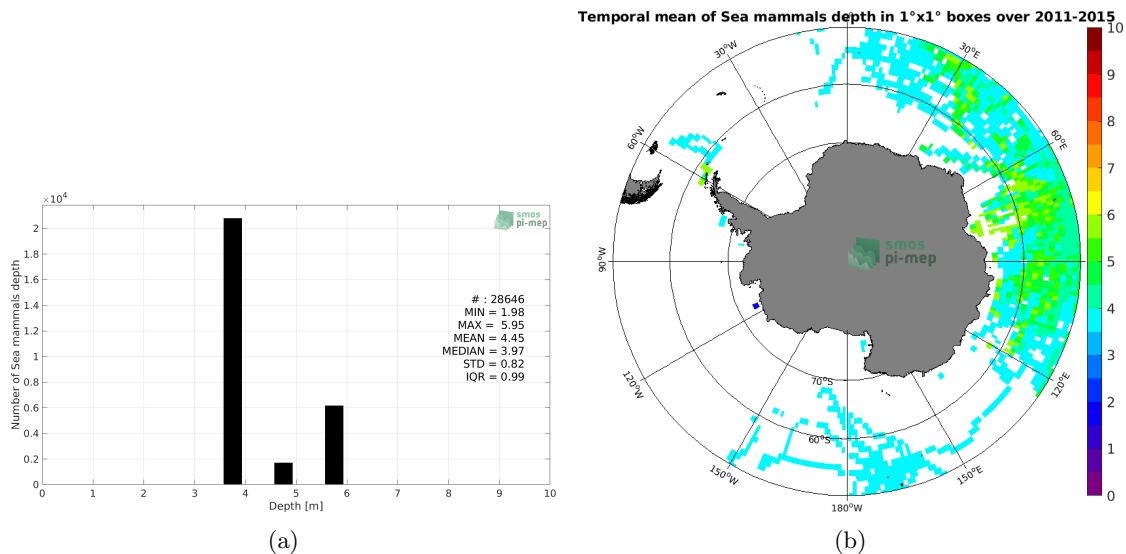 Temporal mean of Sea mammals depth in 1°x1° boxes over 2011-2015
×10⁴
2
1.8
1.6
1.4
1.2
1
0.8
0.6
0.4
0.2
0
Number of Sea mammals depth
0 1 2 3 4 5 6 7 8 9 10
Depth [m]
smos
pi-mep
# : 28646
MIN = 1.98
MAX = 5.95
MEAN = 4.45
MEDIAN = 3.97
STD = 0.82
IQR = 0.99
(a)
30°W
30°E
60°W
60°E
90°W
120°W
120°E
150°W
150°E
180°W
70°S
60°S
smos
pi-mep
10
9
8
7
6
5
4
3
2
1
0
(b)